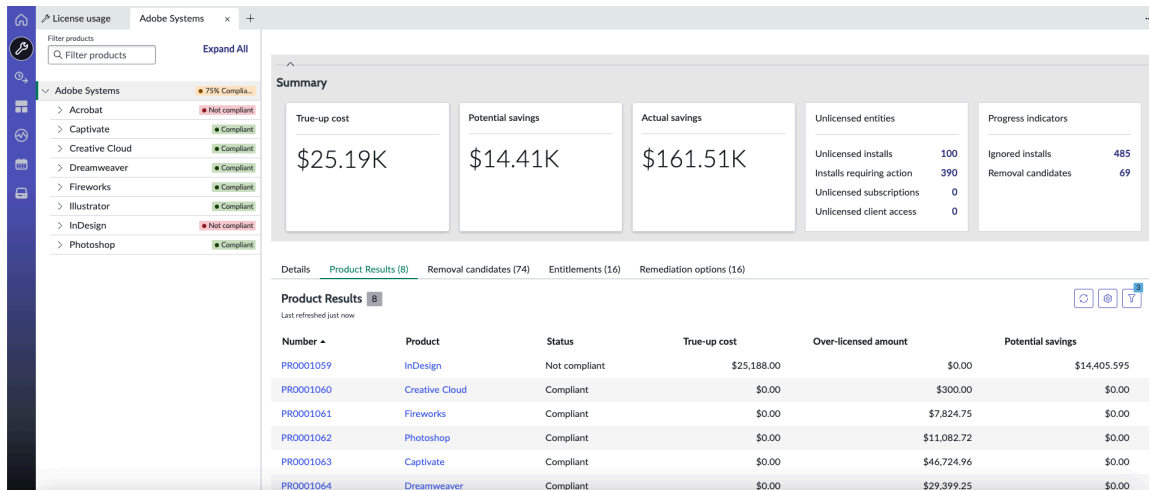 License usage
Adobe Systems × +
Filter products
Filter products
Expand All
Adobe Systems 75% Complia...
Acrobat Not compliant
Captivate Compliant
Creative Cloud Compliant
Dreamweaver Compliant
Fireworks Compliant
Illustrator Compliant
InDesign Not compliant
Photoshop Compliant
Summary
True-up cost
$25.19K
Potential savings
$14.41K
Actual savings
$161.51K
Unlicensed entities
Unlicensed installs 100
Installs requiring action 390
Unlicensed subscriptions 0
Unlicensed client access 0
Progress indicators
Ignored installs 485
Removal candidates 69
Details Product Results (8) Removal candidates (74) Entitlements (16) Remediation options (16)
Product Results 8
Last refreshed just now
3
Number Product Status True-up cost Over-licensed amount Potential savings
PR0001059 InDesign Not compliant $25,188.00 $0.00 $14,405.595
PR0001060 Creative Cloud Compliant $0.00 $300.00 $0.00
PR0001061 Fireworks Compliant $0.00 $7,824.75 $0.00
PR0001062 Photoshop Compliant $0.00 $11,082.72 $0.00
PR0001063 Captivate Compliant $0.00 $46,724.96 $0.00
PR0001064 Dreamweaver Compliant $0.00 $29,399.25 $0.00